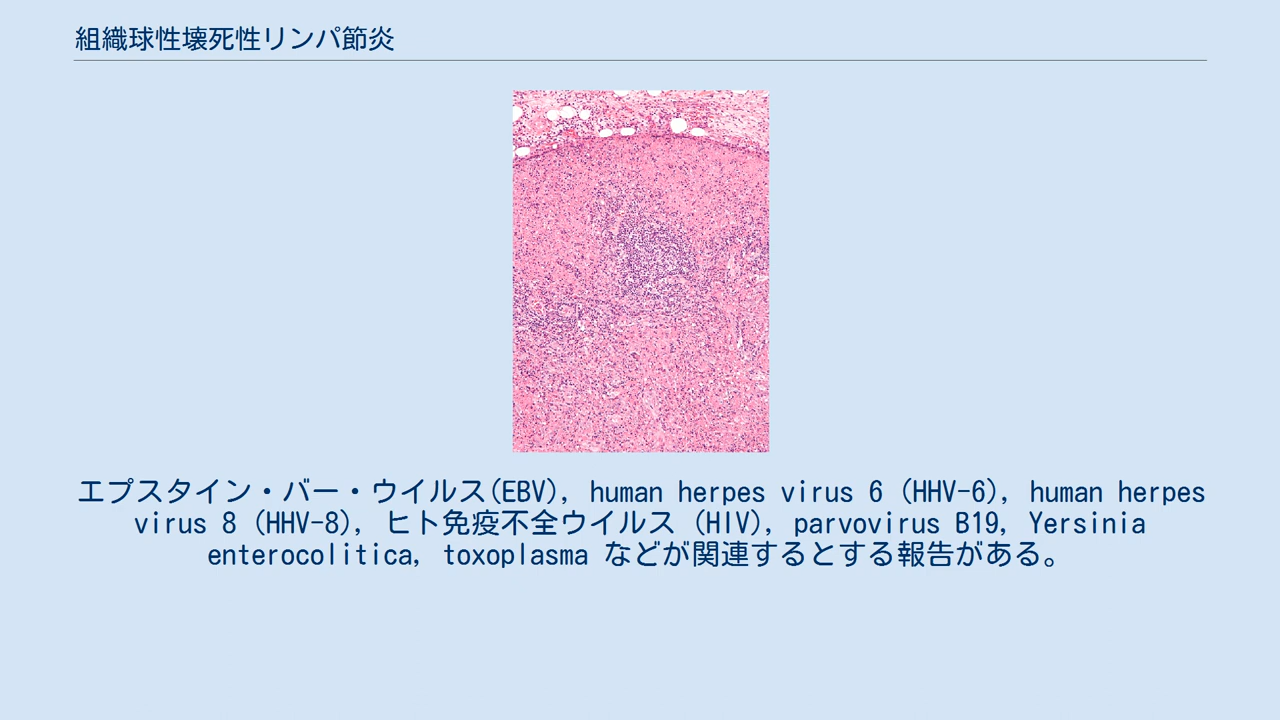 組織球性壊死性リンパ節炎
エプスタイン・バー・ウイルス(EBV), human herpes virus 6 (HHV-6), human herpes
virus 8 (HHV-8), ヒト免疫不全ウイルス (HIV), parvovirus B19, Yersinia
enterocolitica, toxoplasma などが関連するとする報告がある。